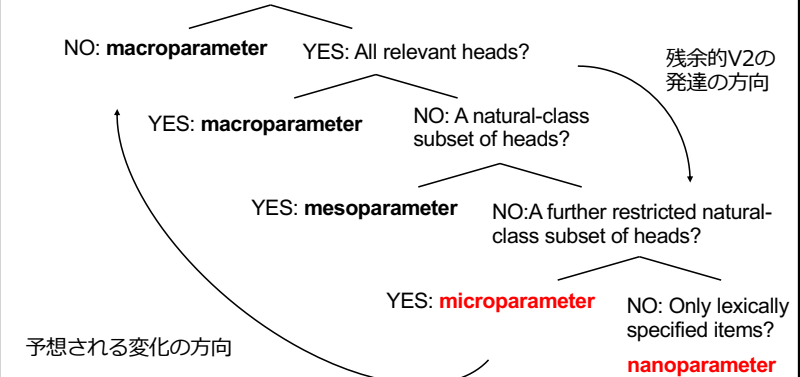 NO: macroparameter
YES: All relevant heads?
残余的V2の
発達の方向
YES: macroparameter
NO: A natural-class
subset of heads?
YES: mesoparameter
NO:A further restricted natural-
class subset of heads?
YES: microparameter
NO: Only lexically
specified items?
予想される変化の方向
nanoparameter